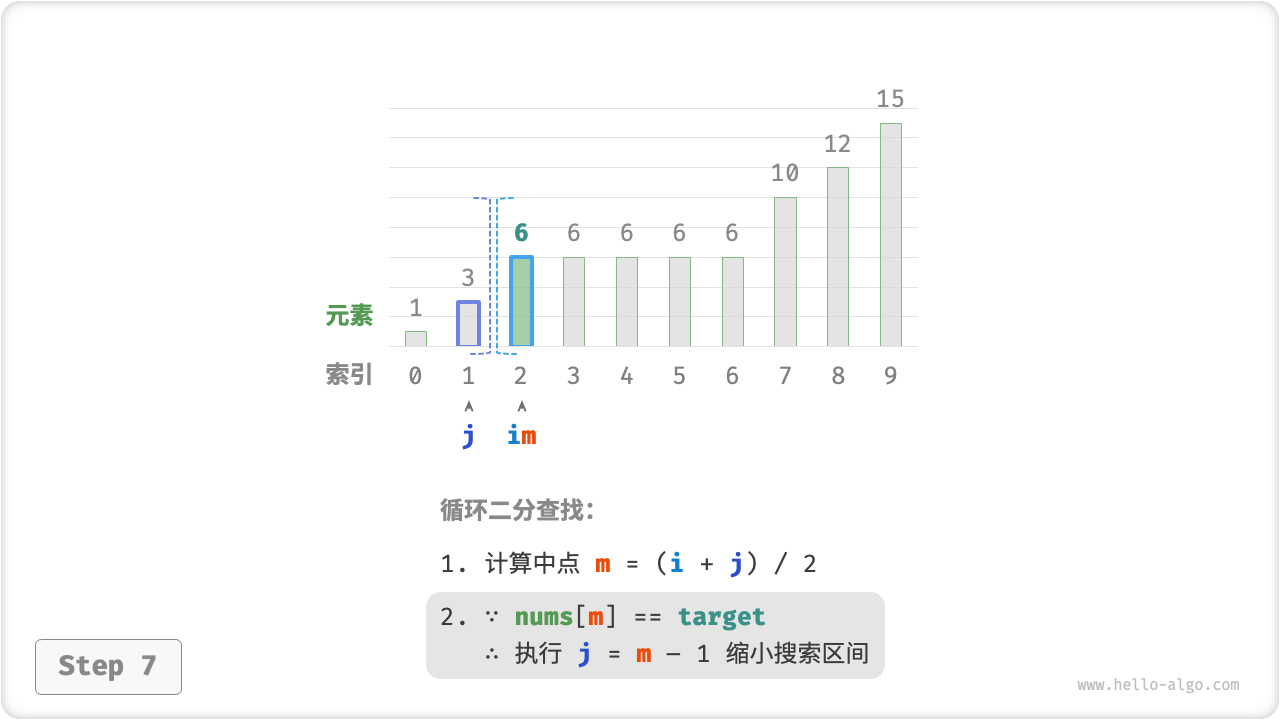 15
12
10
6 6 6 6 6
3
1
元素
索引 0 1 2 3 4 5 6 7 8 9
j im
循环二分查找：
1. 计算中点 m = (i + j) / 2
2. ∵ nums[m] == target
∴ 执行 j = m − 1 缩小搜索区间
Step 7
www.hello-algo.com